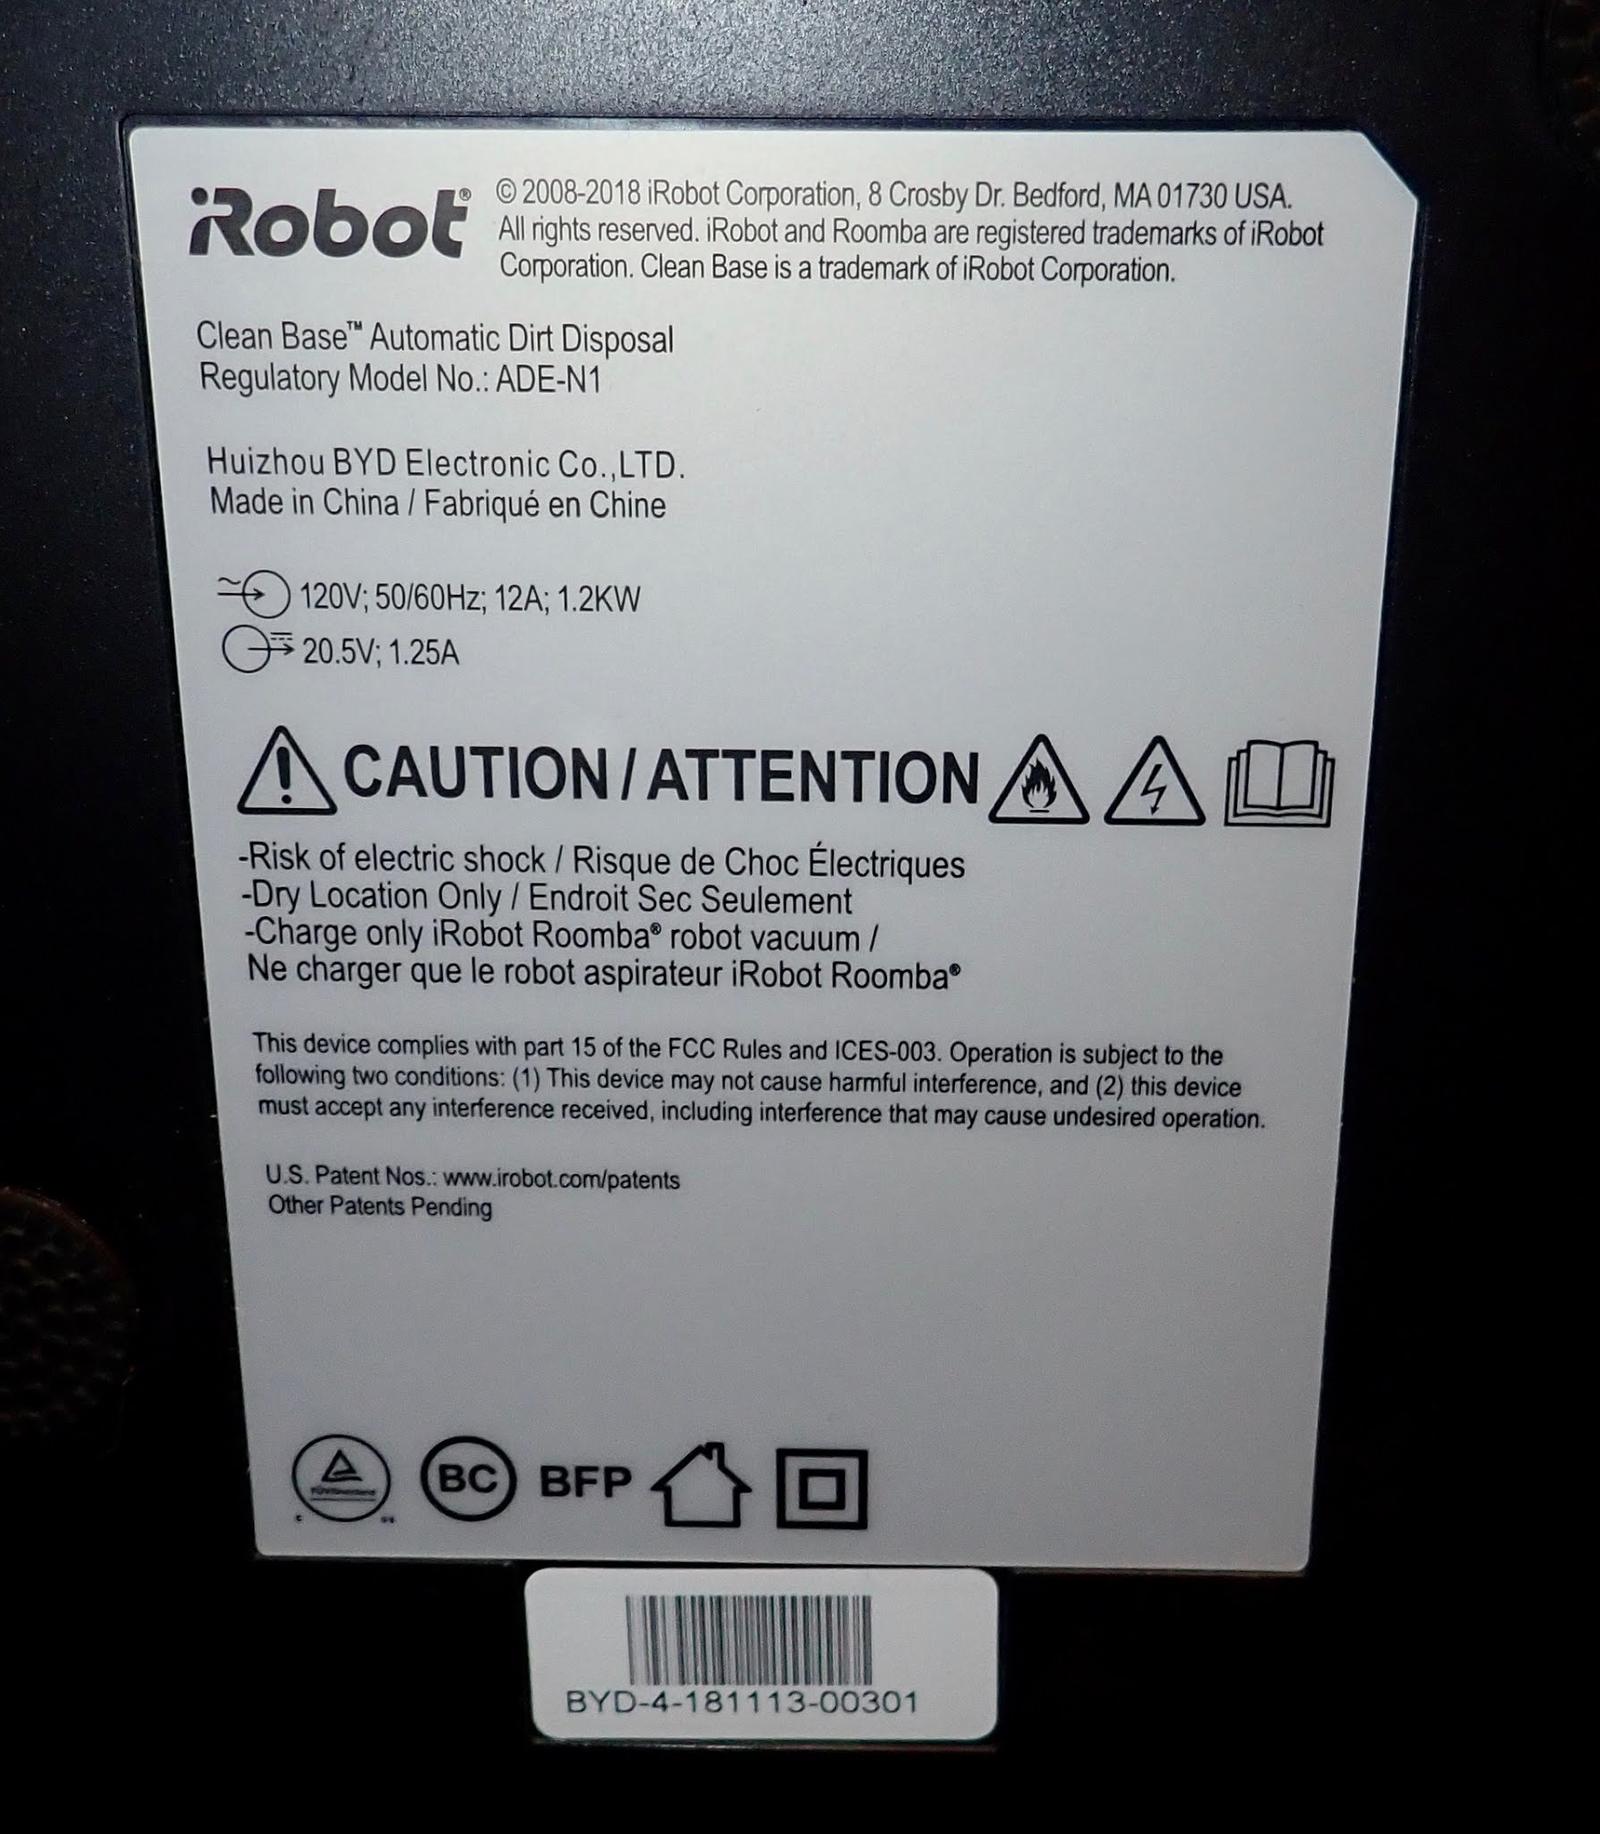 iRobot®
© 2008-2018 iRobot Corporation, 8 Crosby Dr. Bedford, MA 01730 USA.
All rights reserved. iRobot and Roomba are registered trademarks of iRobot
Corporation. Clean Base is a trademark of iRobot Corporation.
Clean Base™ Automatic Dirt Disposal
Regulatory Model No.: ADE-N1
Huizhou BYD Electronic Co.,LTD.
Made in China / Fabriqué en Chine
120V; 50/60Hz; 12A; 1.2KW
20.5V; 1.25A
CAUTION / ATTENTION
-Risk of electric shock / Risque de Choc Électriques
-Dry Location Only / Endroit Sec Seulement
-Charge only iRobot Roomba® robot vacuum /
Ne charger que le robot aspirateur iRobot Roomba®
This device complies with part 15 of the FCC Rules and ICES-003. Operation is subject to the
following two conditions: (1) This device may not cause harmful interference, and (2) this device
must accept any interference received, including interference that may cause undesired operation.
U.S. Patent Nos.: www.irobot.com/patents
Other Patents Pending
BC BFP
BYD-4-181113-00301